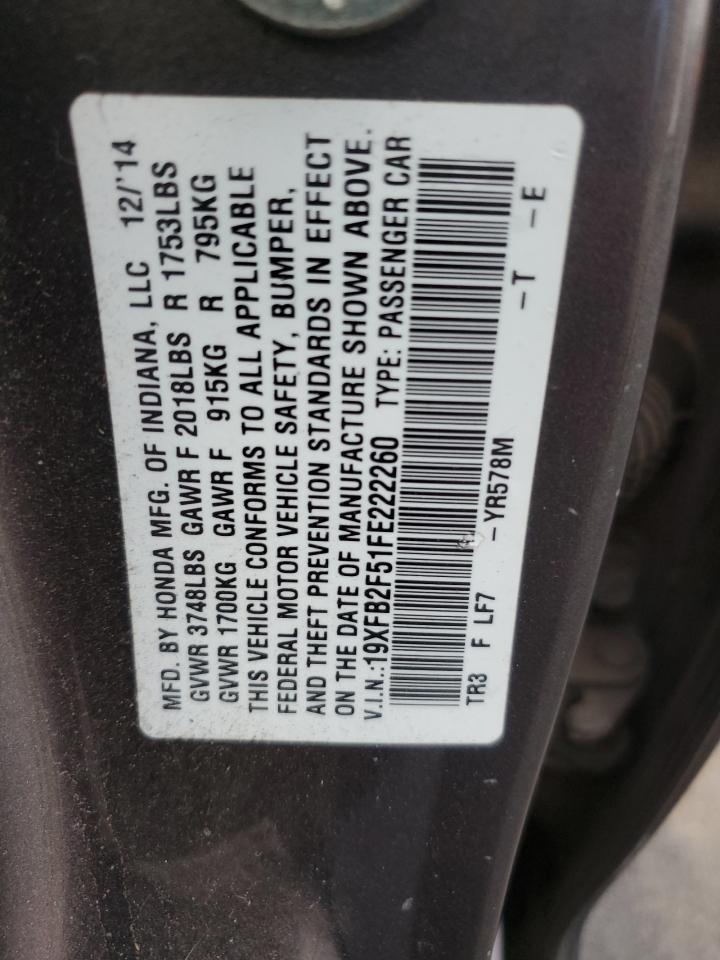 MFD. BY HONDA MFG. OF INDIANA, LLC 12/'14
GVWR 3748LBS GAWR F 2018LBS R 1753LBS
GVWR 1700KG GAWR F 915KG R 795KG
THIS VEHICLE CONFORMS TO ALL APPLICABLE
FEDERAL MOTOR VEHICLE SAFETY, BUMPER,
AND THEFT PREVENTION STANDARDS IN EFFECT
ON THE DATE OF MANUFACTURE SHOWN ABOVE.
V.I.N.:19XFB2F51FE222260 TYPE: PASSENGER CAR
TR3 F LF7 -YR578M -T -E